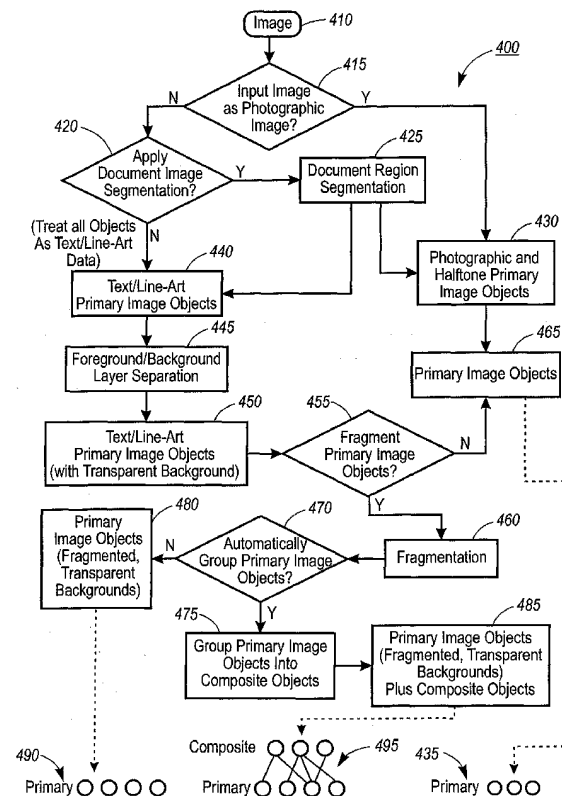 Image
410
400
415
Input Image
as Photographic
Image?
N
Y
420
Apply
Document Image
Segmentation?
Y
N
425
Document Region
Segmentation
(Treat all Objects
As Text/Line-Art
Data)
430
Photographic and
Halftone Primary
Image Objects
440
Text/Line-Art
Primary Image Objects
445
Foreground/Background
Layer Separation
465
Primary Image Objects
450
Text/Line-Art
Primary Image Objects
(with Transparent Background)
455
Fragment
Primary Image
Objects?
N
Y
460
Fragmentation
470
Automatically
Group Primary Image
Objects?
N
Y
480
Primary
Image Objects
(Fragmented,
Transparent
Backgrounds)
475
Group Primary Image
Objects Into
Composite Objects
485
Primary Image Objects
(Fragmented, Transparent
Backgrounds)
Plus Composite Objects
490
Primary
Composite
495
Primary
435
Primary